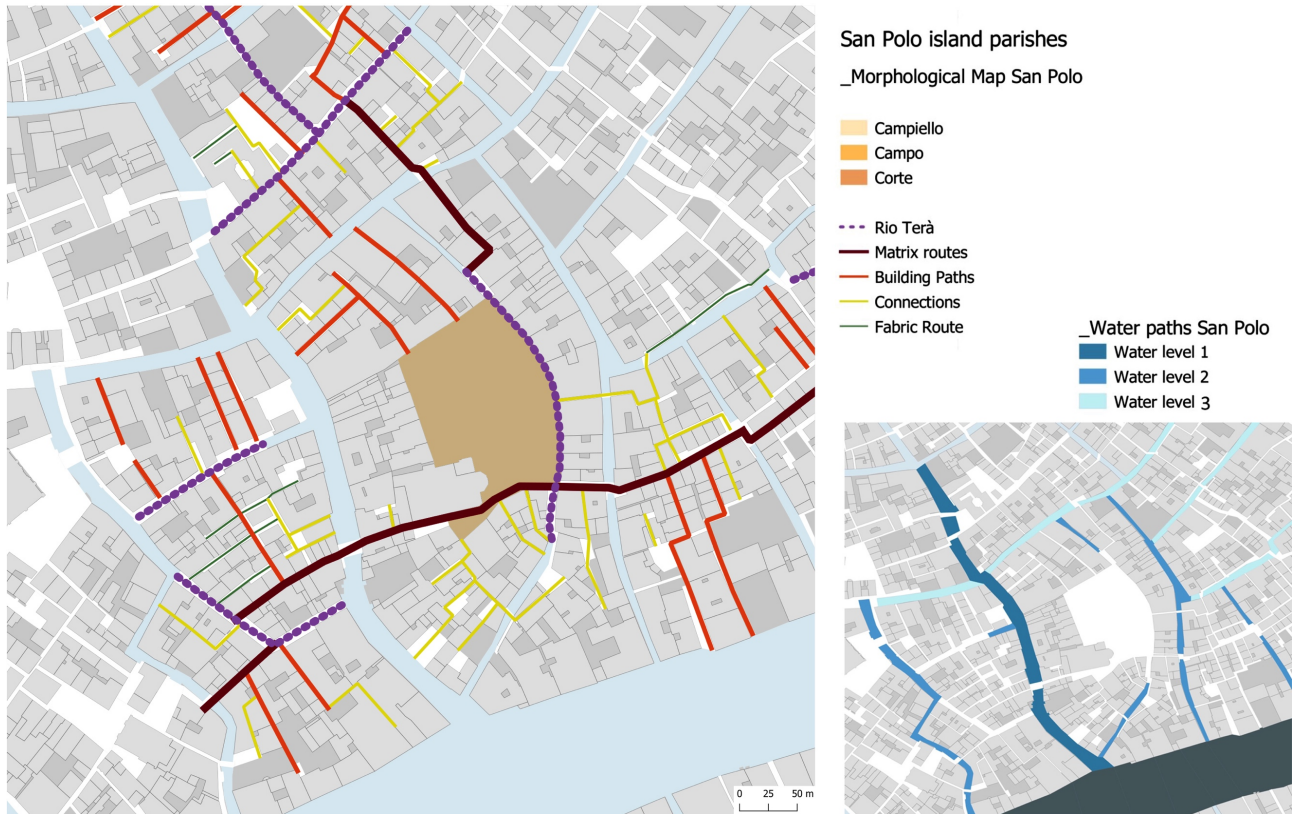 San Polo island parishes
_Morphological Map San Polo
Campiello
Campo
Corte
Rio Terà
Matrix routes
Building Paths
Connections
Fabric Route
_Water paths San Polo
Water level 1
Water level 2
Water level 3
0 25 50 m